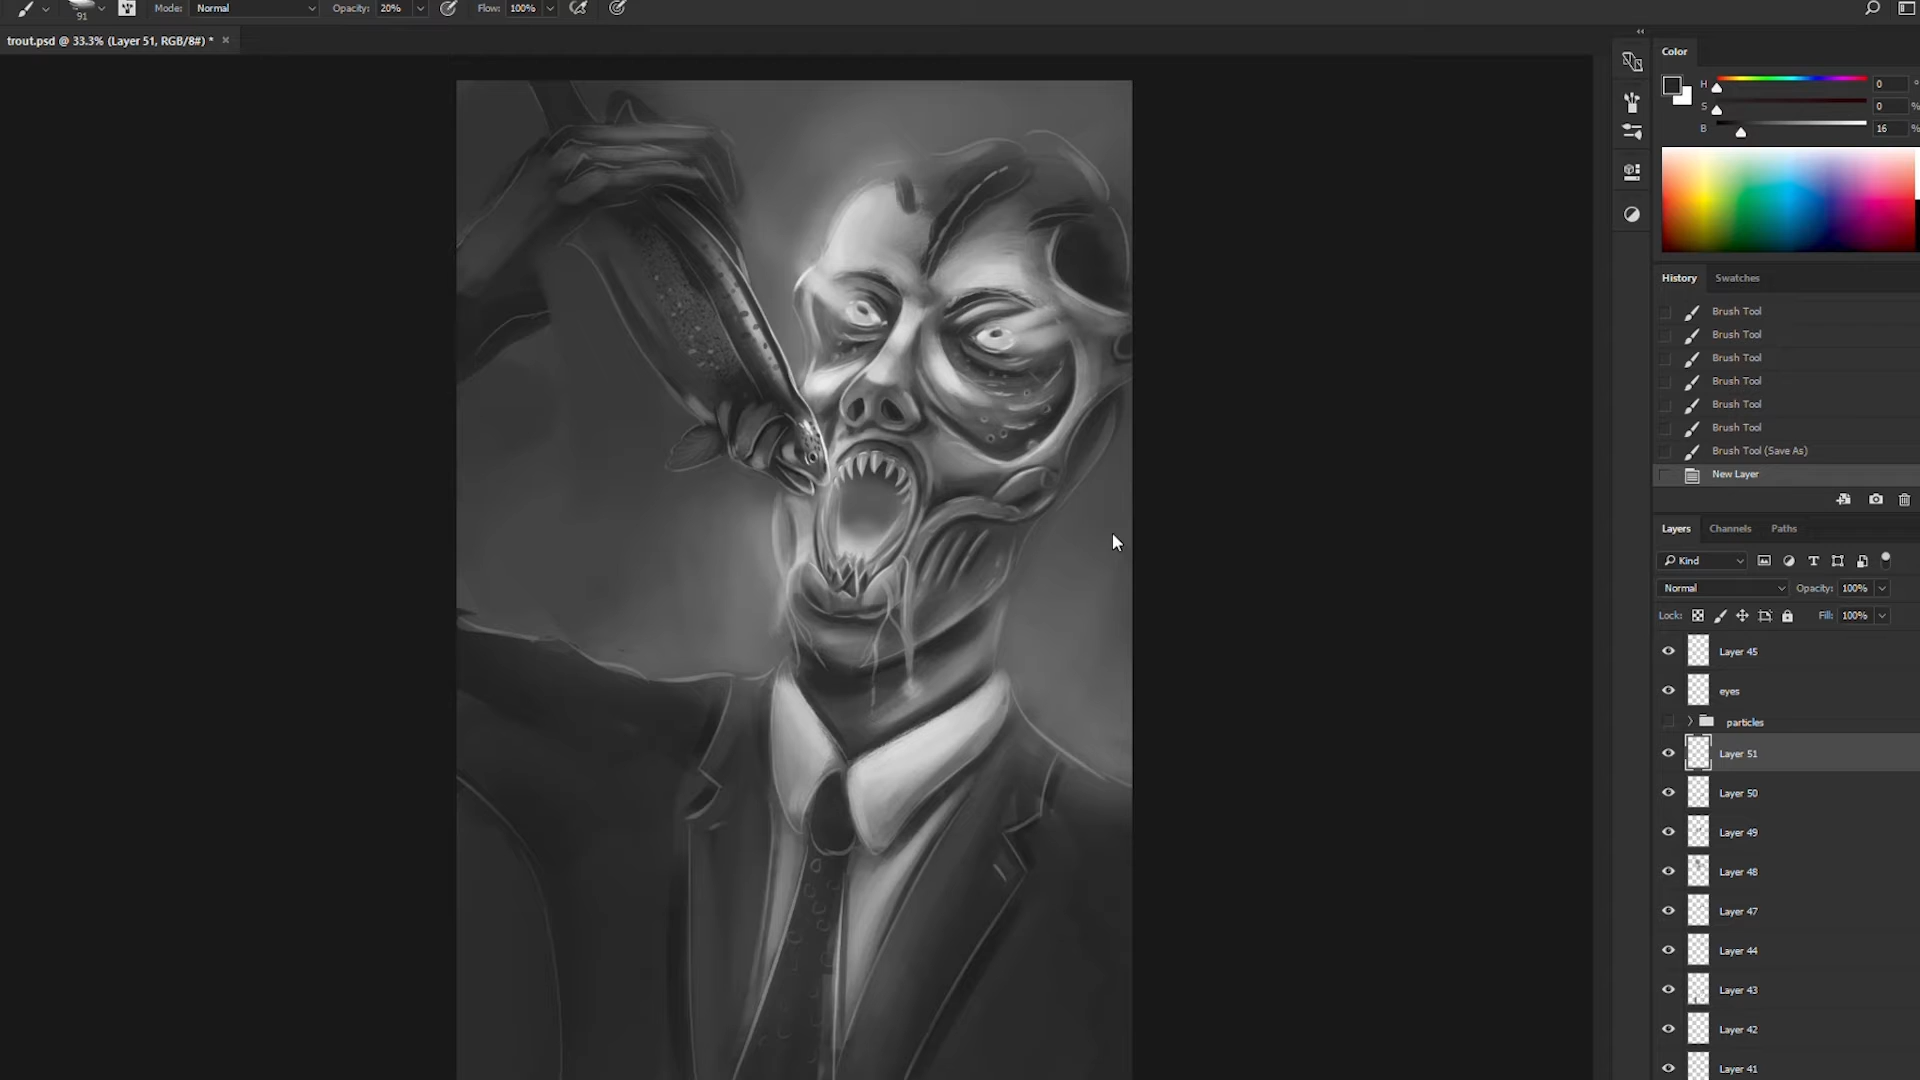 91
Mode: Normal
Opacity: 20%
Flow: 100%
trout.psd @ 33.3% (Layer 51, RGB/8#) * ×
Color
H 0 °
S 0 %
B 16 %
History Swatches
Brush Tool
Brush Tool
Brush Tool
Brush Tool
Brush Tool
Brush Tool
Brush Tool (Save As)
New Layer
Layers Channels Paths
Kind
Normal Opacity: 100%
Lock: Fill: 100%
Layer 45
eyes
particles
Layer 51
Layer 50
Layer 49
Layer 48
Layer 47
Layer 44
Layer 43
Layer 42
Layer 41